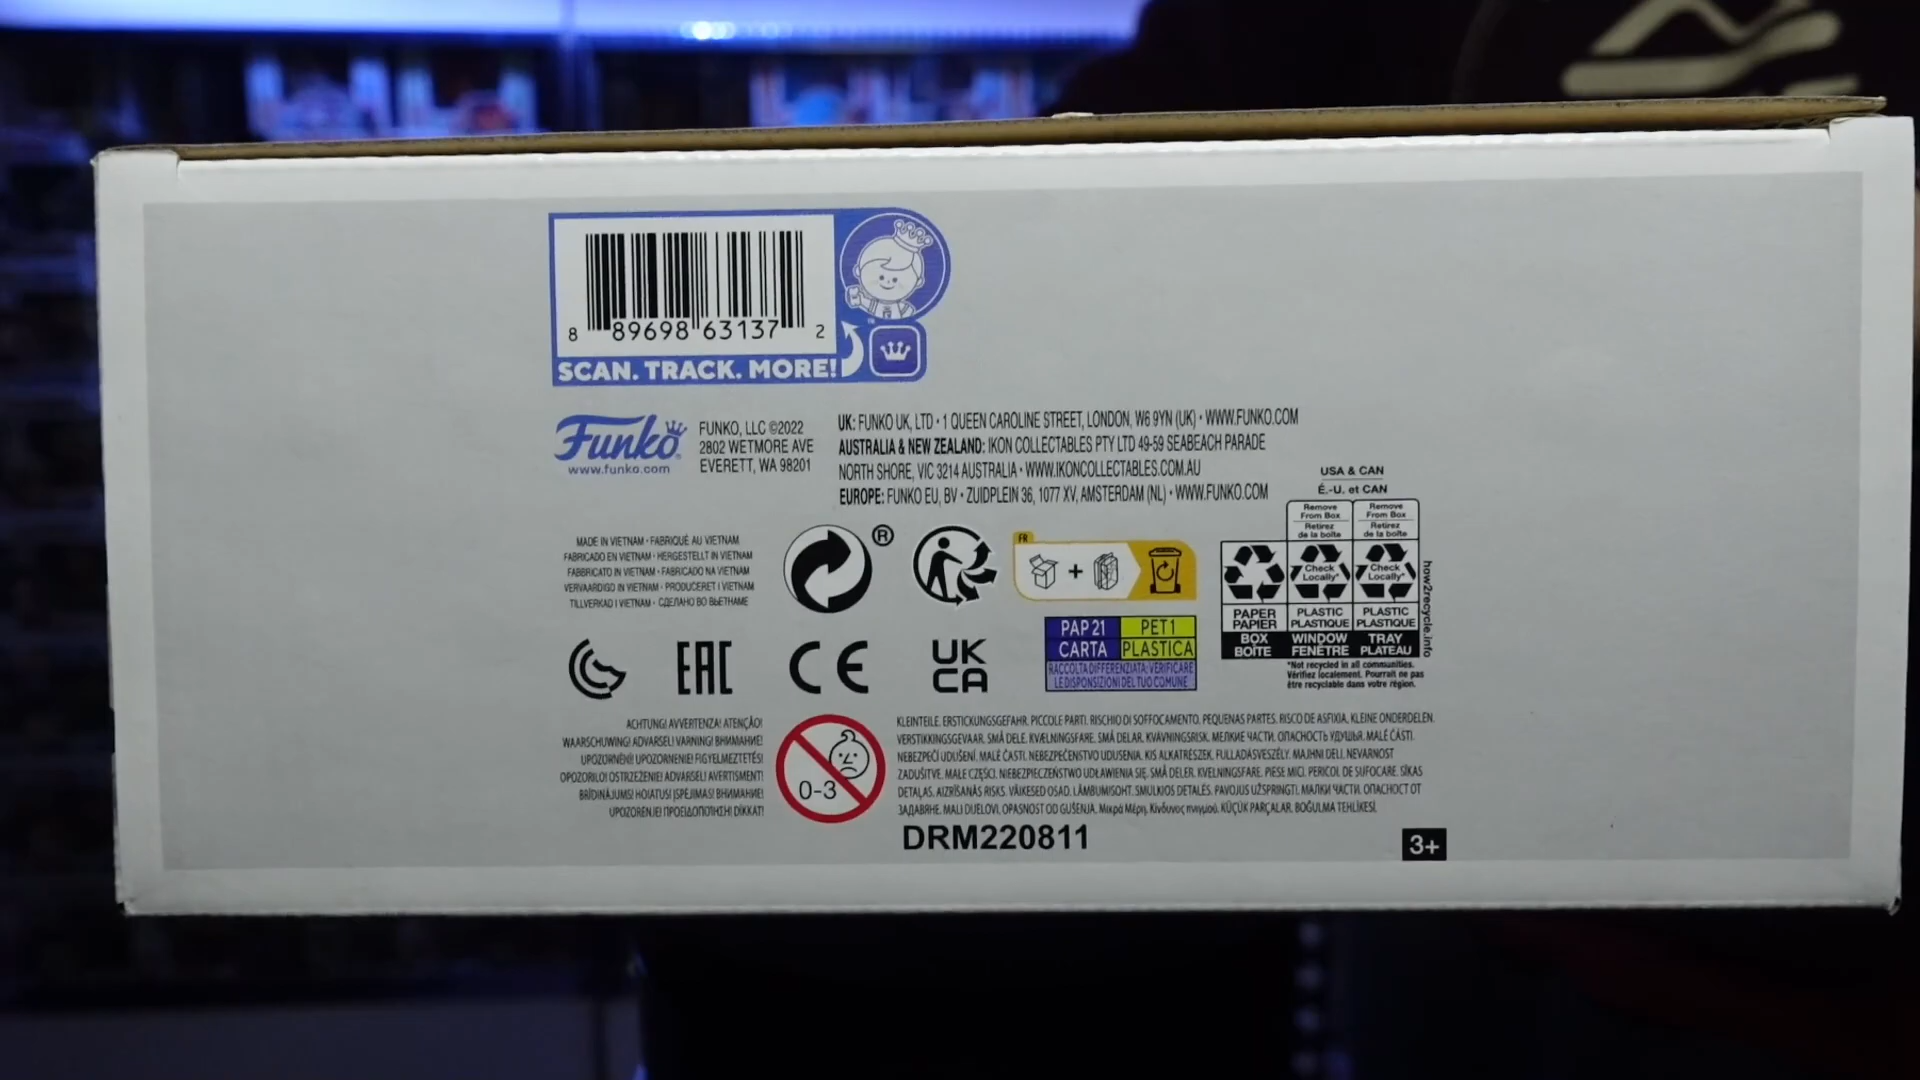 8 89698 63137 2
SCAN. TRACK. MORE!
Funko
www.funko.com
FUNKO, LLC ©2022
2802 WETMORE AVE
EVERETT, WA 98201
UK: FUNKO UK, LTD • 1 QUEEN CAROLINE STREET, LONDON, W6 9YN (UK) • WWW.FUNKO.COM
AUSTRALIA & NEW ZEALAND: IKON COLLECTABLES PTY LTD 49-59 SEABEACH PARADE
NORTH SHORE, VIC 3214 AUSTRALIA • WWW.IKONCOLLECTABLES.COM.AU
EUROPE: FUNKO EU, BV • ZUIDPLEIN 36, 1077 XV, AMSTERDAM (NL) • WWW.FUNKO.COM
USA & CAN
É.-U. et CAN
Remove From Box
Retirez de la boîte
Remove From Box
Retirez de la boîte
Check Locally*
Check Locally*
PAPER PAPIER
PLASTIC PLASTIQUE
PLASTIC PLASTIQUE
BOX BOÎTE
WINDOW FENÊTRE
TRAY PLATEAU
how2recycle.info
*Not recycled in all communities.
Vérifiez localement. Pourrait ne pas
être recyclable dans votre région.
MADE IN VIETNAM • FABRIQUÉ AU VIETNAM
FABRICADO EN VIETNAM • HERGESTELLT IN VIETNAM
FABBRICATO IN VIETNAM • FABRICADO NA VIETNAM
VERVAARDIGD IN VIETNAM • PRODUCERET I VIETNAM
TILLVERKAD I VIETNAM • СДЕЛАНО ВО ВЬЕТНАМЕ
®
FR
+
PAP 21 PET 1
CARTA PLASTICA
RACCOLTA DIFFERENZIATA: VERIFICARE
LE DISPOSIZIONI DEL TUO COMUNE
EAC
CE
UK
CA
ACHTUNG! AVVERTENZA! ATENÇÃO!
WAARSCHUWING! ADVARSEL! VARNING! ВНИМАНИЕ!
UPOZORNĚNÍ! UPOZORNENIE! FIGYELMEZTETÉS!
OPOZORILO! OSTRZEŻENIE! ADVARSEL! AVERTISMENT!
BRĪDINĀJUMS! HOIATUS! ĮSPĖJIMAS! ВНИМАНИЕ!
UPOZORENJE! ΠΡΟΕΙΔΟΠΟΙΗΣΗ! DİKKAT!
0-3
KLEINTEILE. ERSTICKUNGSGEFAHR. PICCOLE PARTI. RISCHIO DI SOFFOCAMENTO. PEQUENAS PARTES. RISCO DE ASFIXIA. KLEINE ONDERDELEN.
VERSTIKKINGSGEVAAR. SMÅ DELE. KVÆLNINGSFARE. SMÅ DELAR. KVÄVNINGSRISK. МЕЛКИЕ ЧАСТИ. ОПАСНОСТЬ УДУШЬЯ. MALÉ ČÁSTI.
NEBEZPEČÍ UDUŠENÍ. MALÉ ČASTI. NEBEZPEČENSTVO UDUSENIA. KIS ALKATRÉSZEK. FULLADÁSVESZÉLY. MAJHNI DELI. NEVARNOST
ZADUŠITVE. MAŁE CZĘŚCI. NIEBEZPIECZEŃSTWO UDŁAWIENIA SIĘ. SMÅ DELER. KVELNINGSFARE. PIESE MICI. PERICOL DE SUFOCARE. SĪKAS
DETAĻAS. AIZRĪŠANĀS RISKS. VÄIKESED OSAD. LÄMBUMISOHT. SMULKIOS DETALĖS. PAVOJUS UŽSPRINGTI. МАЛКИ ЧАСТИ. ОПАСНОСТ ОТ
ЗАДАВЯНЕ. MALI DIJELOVI. OPASNOST OD GUŠENJA. Μικρά Μέρη. Κίνδυνος πνιγμού. KÜÇÜK PARÇALAR. BOĞULMA TEHLİKESİ.
DRM220811
3+